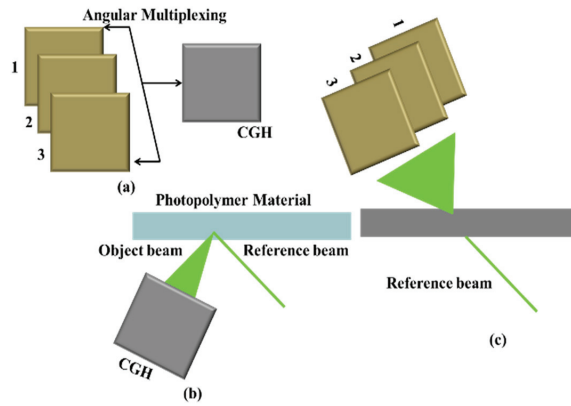 Angular Multiplexing
1
2
3
CGH
(a)
1
2
3
Photopolymer Material
Object beam
Reference beam
CGH
(b)
Reference beam
(c)